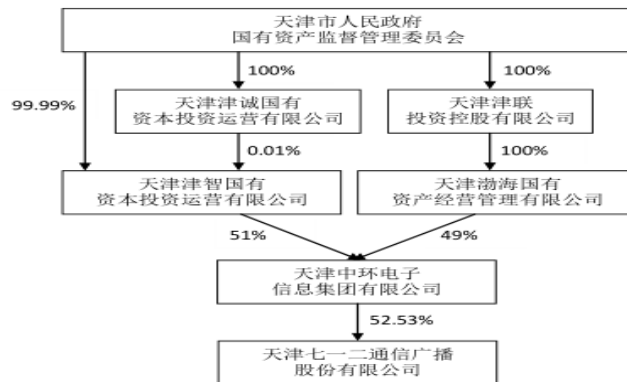 天津市人民政府
国有资产监督管理委员会
100%
100%
99.99%
天津津诚国有
资本投资运营有限公司
天津津联
投资控股有限公司
0.01%
100%
天津津智国有
资本投资运营有限公司
天津渤海国有
资产经营管理有限公司
51%
49%
天津中环电子
信息集团有限公司
52.53%
天津七一二通信广播
股份有限公司